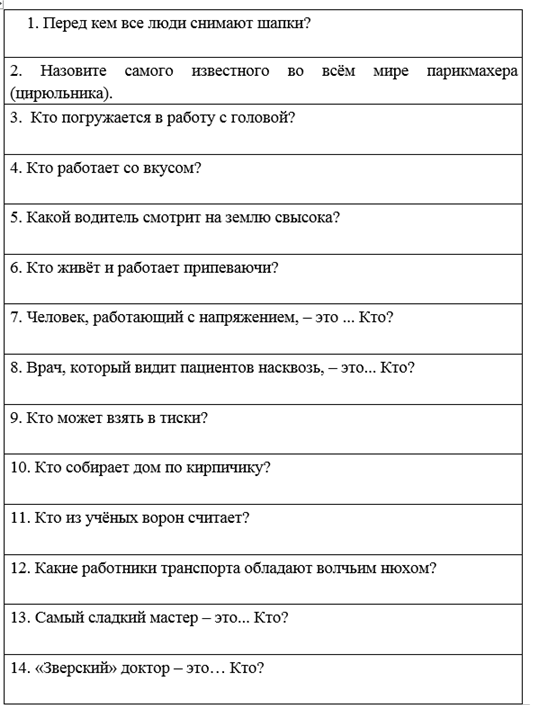 1. Перед кем все люди снимают шапки?
2. Назовите самого известного во всём мире парикмахера
(цирюльника).
3. Кто погружается в работу с головой?
4. Кто работает со вкусом?
5. Какой водитель смотрит на землю свысока?
6. Кто живёт и работает припеваючи?
7. Человек, работающий с напряжением, – это ... Кто?
8. Врач, который видит пациентов насквозь, – это... Кто?
9. Кто может взять в тиски?
10. Кто собирает дом по кирпичику?
11. Кто из учёных ворон считает?
12. Какие работники транспорта обладают волчьим нюхом?
13. Самый сладкий мастер – это... Кто?
14. «Зверский» доктор – это… Кто?